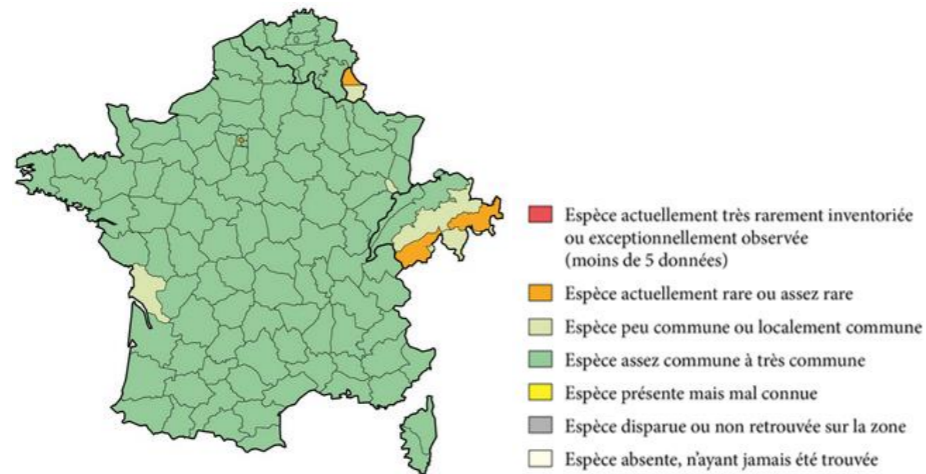 Espèce actuellement très rarement inventoriée
ou exceptionnellement observée
(moins de 5 données)
Espèce actuellement rare ou assez rare
Espèce peu commune ou localement commune
Espèce assez commune à très commune
Espèce présente mais mal connue
Espèce disparue ou non retrouvée sur la zone
Espèce absente, n'ayant jamais été trouvée